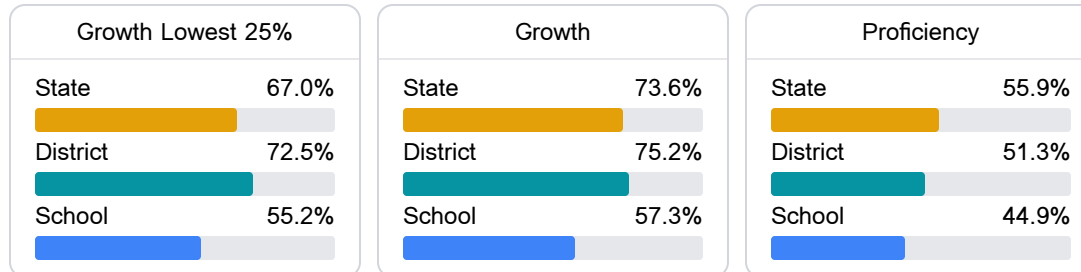 Growth Lowest 25%
State 67.0%
District 72.5%
School 55.2%
Growth
State 73.6%
District 75.2%
School 57.3%
Proficiency
State 55.9%
District 51.3%
School 44.9%